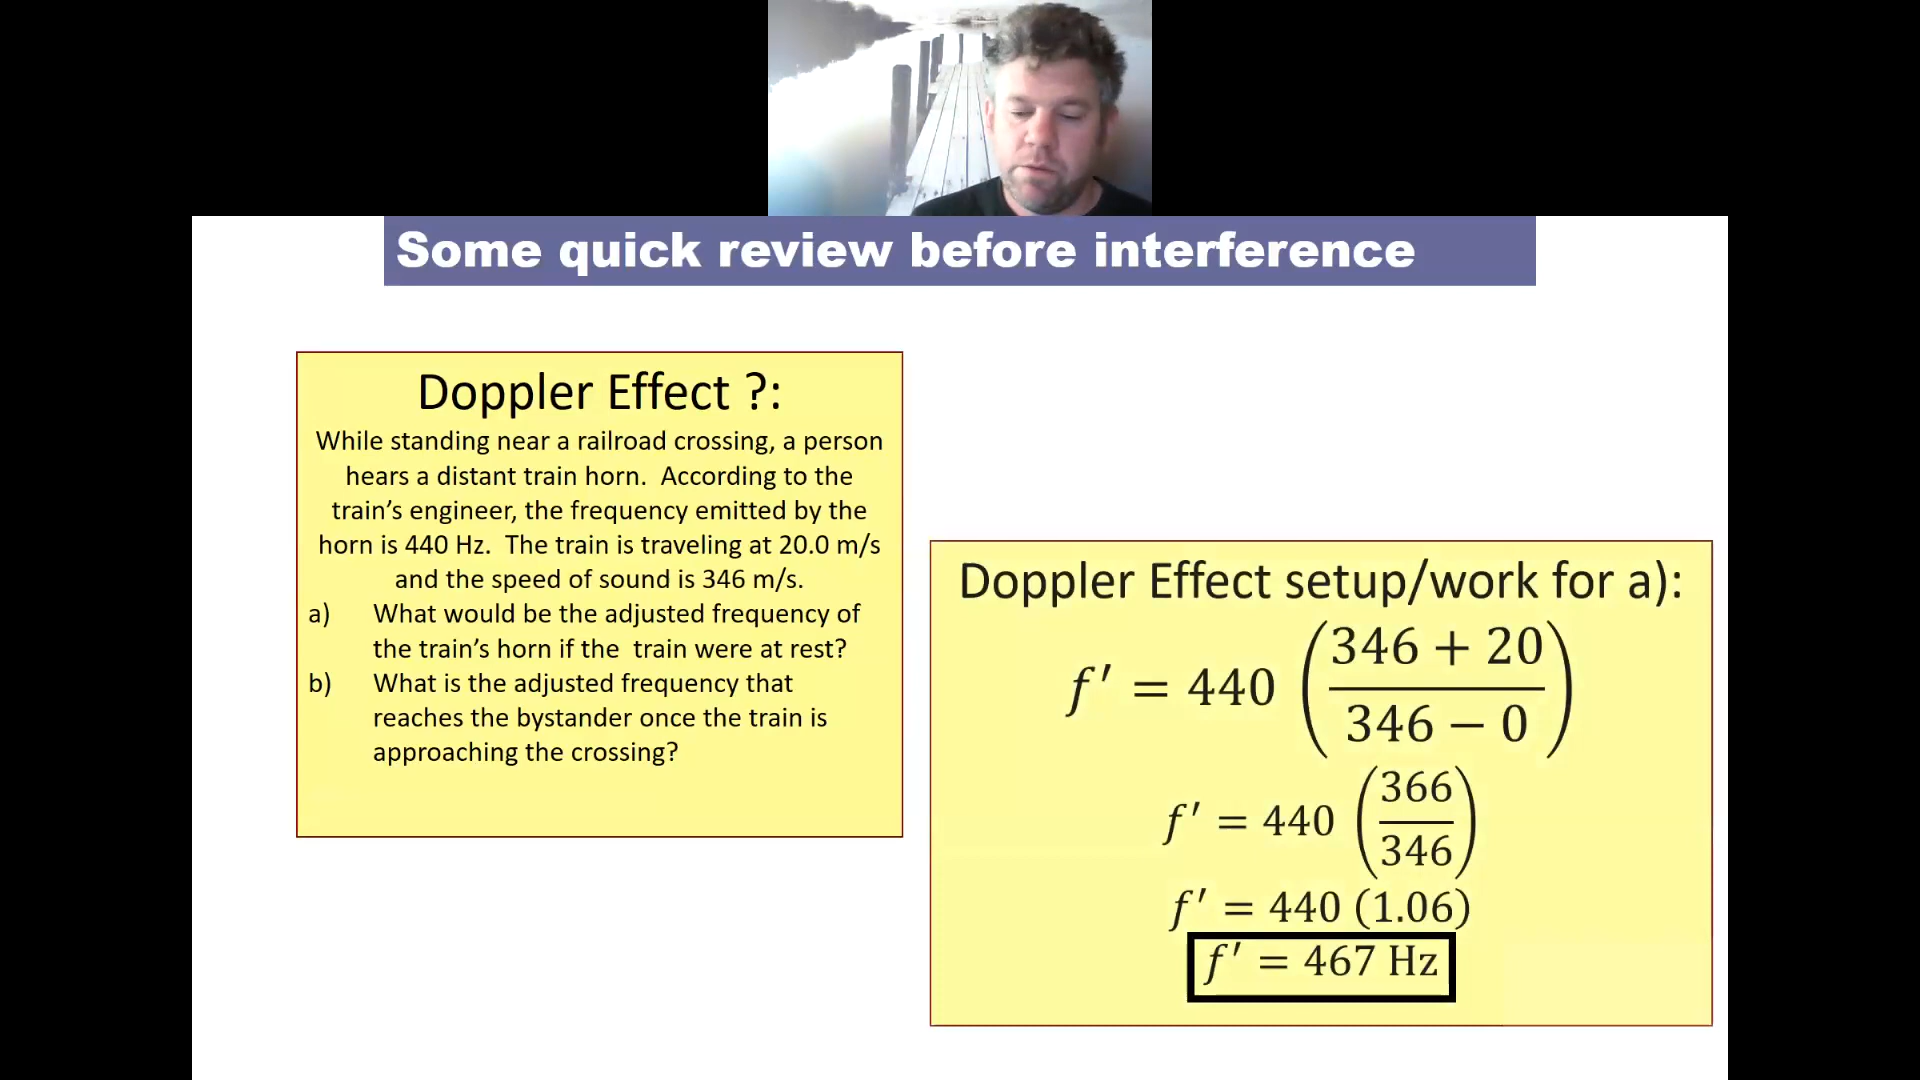 Some quick review before interference
Doppler Effect ?:
While standing near a railroad crossing, a person
hears a distant train horn.  According to the
train’s engineer, the frequency emitted by the
horn is 440 Hz.  The train is traveling at 20.0 m/s
and the speed of sound is 346 m/s.
a) What would be the adjusted frequency of
the train’s horn if the  train were at rest?
b) What is the adjusted frequency that
reaches the bystander once the train is
approaching the crossing?
Doppler Effect setup/work for a):
f′ = 440 (346 + 20 / 346 − 0)
f′ = 440 (366 / 346)
f′ = 440 (1.06)
f′ = 467 Hz